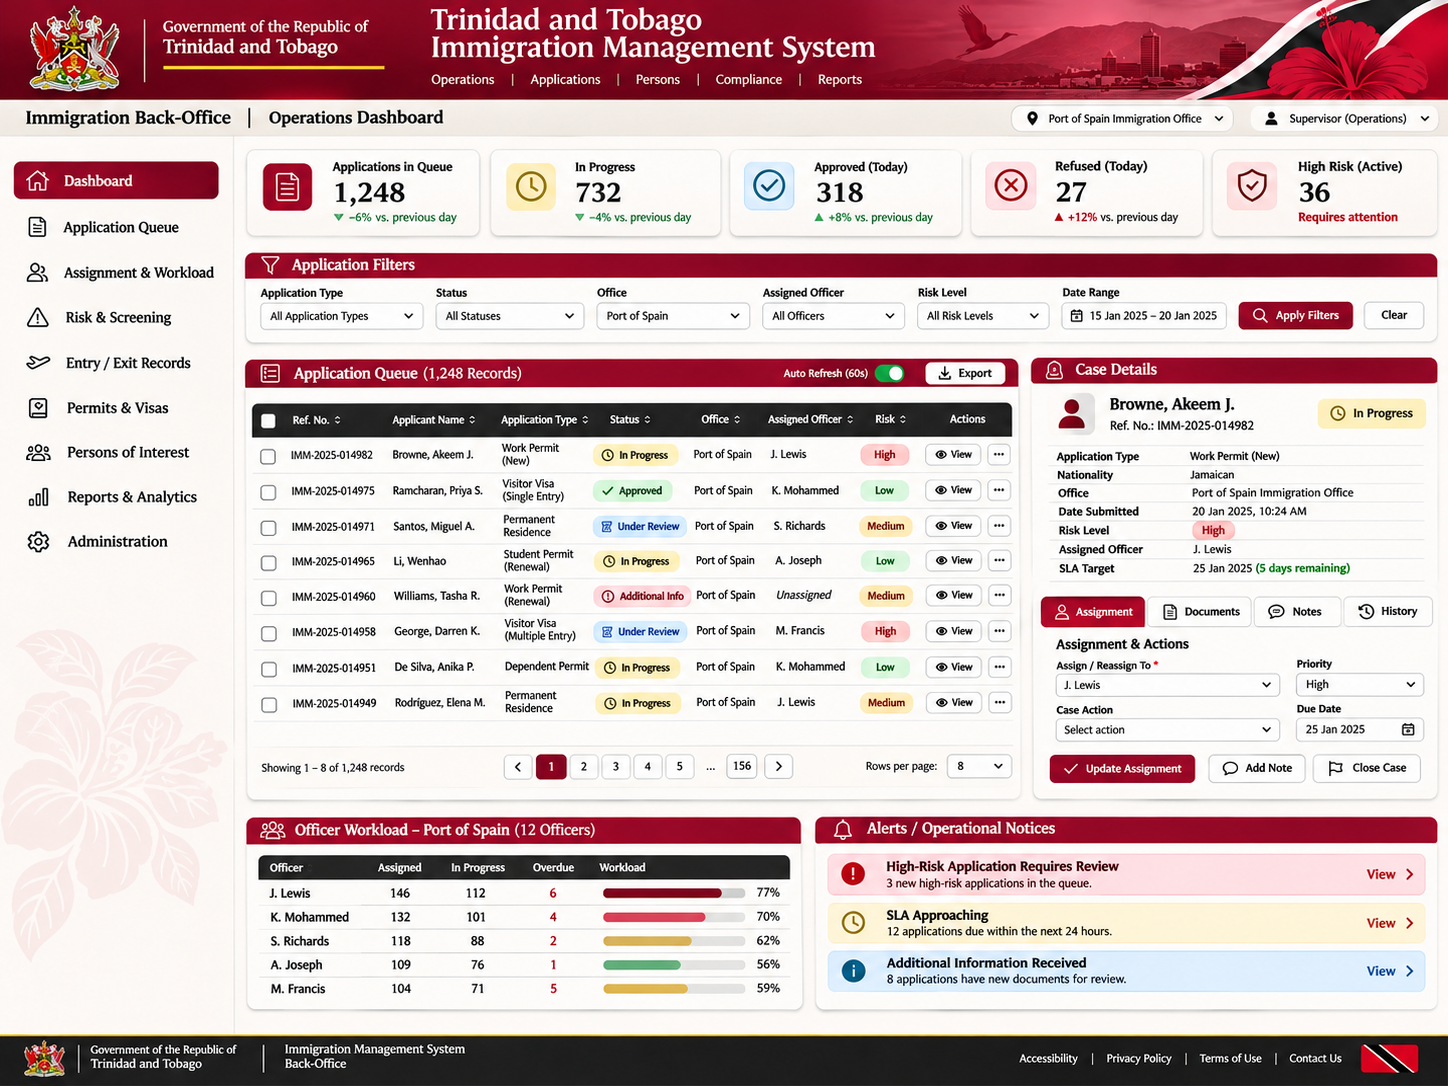 Government of the Republic of
Trinidad and Tobago
Trinidad and Tobago
Immigration Management System
Operations | Applications | Persons | Compliance | Reports
Immigration Back-Office | Operations Dashboard
Port of Spain Immigration Office
Supervisor (Operations)
Dashboard
Application Queue
Assignment & Workload
Risk & Screening
Entry / Exit Records
Permits & Visas
Persons of Interest
Reports & Analytics
Administration
Applications in Queue
1,248
▼ −6% vs. previous day
In Progress
732
▼ −4% vs. previous day
Approved (Today)
318
▲ +8% vs. previous day
Refused (Today)
27
▲ +12% vs. previous day
High Risk (Active)
36
Requires attention
Application Filters
Application Type
All Application Types
Status
All Statuses
Office
Port of Spain
Assigned Officer
All Officers
Risk Level
All Risk Levels
Date Range
15 Jan 2025 – 20 Jan 2025
Apply Filters
Clear
Application Queue (1,248 Records)
Auto Refresh (60s)
Export
Ref. No. Applicant Name Application Type Status Office Assigned Officer Risk Actions
IMM-2025-014982 Browne, Akeem J. Work Permit (New) In Progress Port of Spain J. Lewis High View ...
IMM-2025-014975 Ramcharan, Priya S. Visitor Visa (Single Entry) Approved Port of Spain K. Mohammed Low View ...
IMM-2025-014971 Santos, Miguel A. Permanent Residence Under Review Port of Spain S. Richards Medium View ...
IMM-2025-014965 Li, Wenhao Student Permit (Renewal) In Progress Port of Spain A. Joseph Low View ...
IMM-2025-014960 Williams, Tasha R. Work Permit (Renewal) Additional Info Port of Spain Unassigned Medium View ...
IMM-2025-014958 George, Darren K. Visitor Visa (Multiple Entry) Under Review Port of Spain M. Francis High View ...
IMM-2025-014951 De Silva, Anika P. Dependent Permit In Progress Port of Spain K. Mohammed Low View ...
IMM-2025-014949 Rodríguez, Elena M. Permanent Residence In Progress Port of Spain J. Lewis Medium View ...
Showing 1 – 8 of 1,248 records
1 2 3 4 5 ... 156
Rows per page: 8
Case Details
Browne, Akeem J.
Ref. No.: IMM-2025-014982
In Progress
Application Type Work Permit (New)
Nationality Jamaican
Office Port of Spain Immigration Office
Date Submitted 20 Jan 2025, 10:24 AM
Risk Level High
Assigned Officer J. Lewis
SLA Target 25 Jan 2025 (5 days remaining)
Assignment Documents Notes History
Assignment & Actions
Assign / Reassign To *
J. Lewis
Priority
High
Case Action
Select action
Due Date
25 Jan 2025
Update Assignment
Add Note
Close Case
Officer Workload – Port of Spain (12 Officers)
Officer Assigned In Progress Overdue Workload
J. Lewis 146 112 6 77%
K. Mohammed 132 101 4 70%
S. Richards 118 88 2 62%
A. Joseph 109 76 1 56%
M. Francis 104 71 5 59%
Alerts / Operational Notices
High-Risk Application Requires Review
3 new high-risk applications in the queue.
View
SLA Approaching
12 applications due within the next 24 hours.
View
Additional Information Received
8 applications have new documents for review.
View
Government of the Republic of
Trinidad and Tobago
Immigration Management System
Back-Office
Accessibility | Privacy Policy | Terms of Use | Contact Us